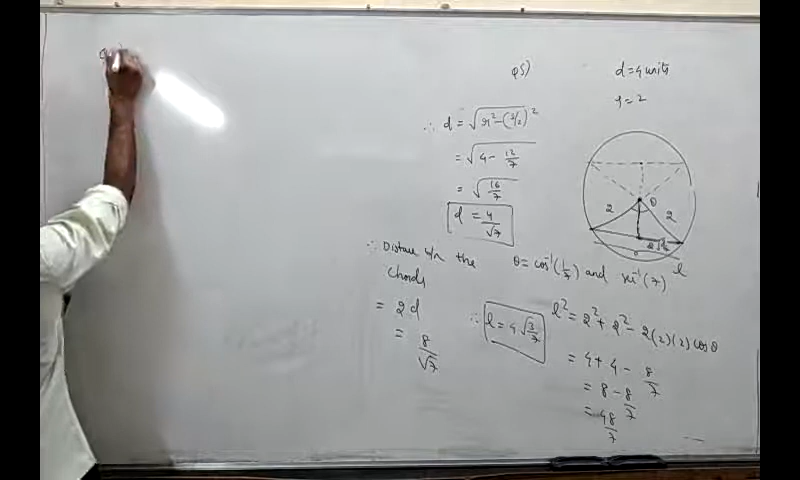 Q5)
d = 4 units
r = 2
∴ d = √(r² - (l/2)²)
= √(4 - 12/7)
= √(16/7)
d = 4/√7
∴ Distance b/w the chords
= 2d
= 8/√7
θ
2 2
l
θ = cos⁻¹(1/7) and sec⁻¹(7)
l² = 2² + 2² - 2(2)(2)cosθ
= 4 + 4 - 8/7
= 8 - 8/7
= 48/7
∴ l = 4√(3/7)